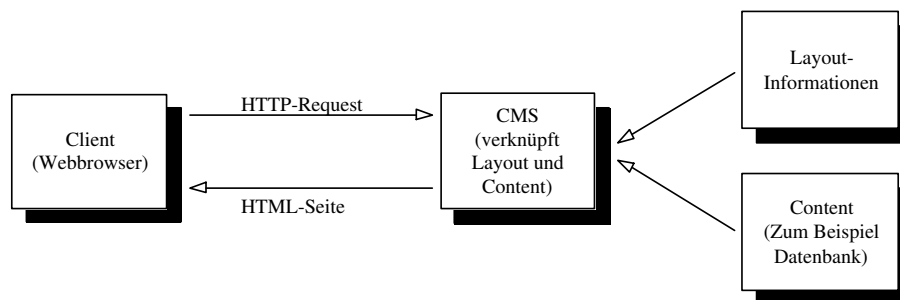 Client
(Webbrowser)
HTTP-Request
HTML-Seite
CMS
(verknüpft
Layout und
Content)
Layout-
Informationen
Content
(Zum Beispiel
Datenbank)